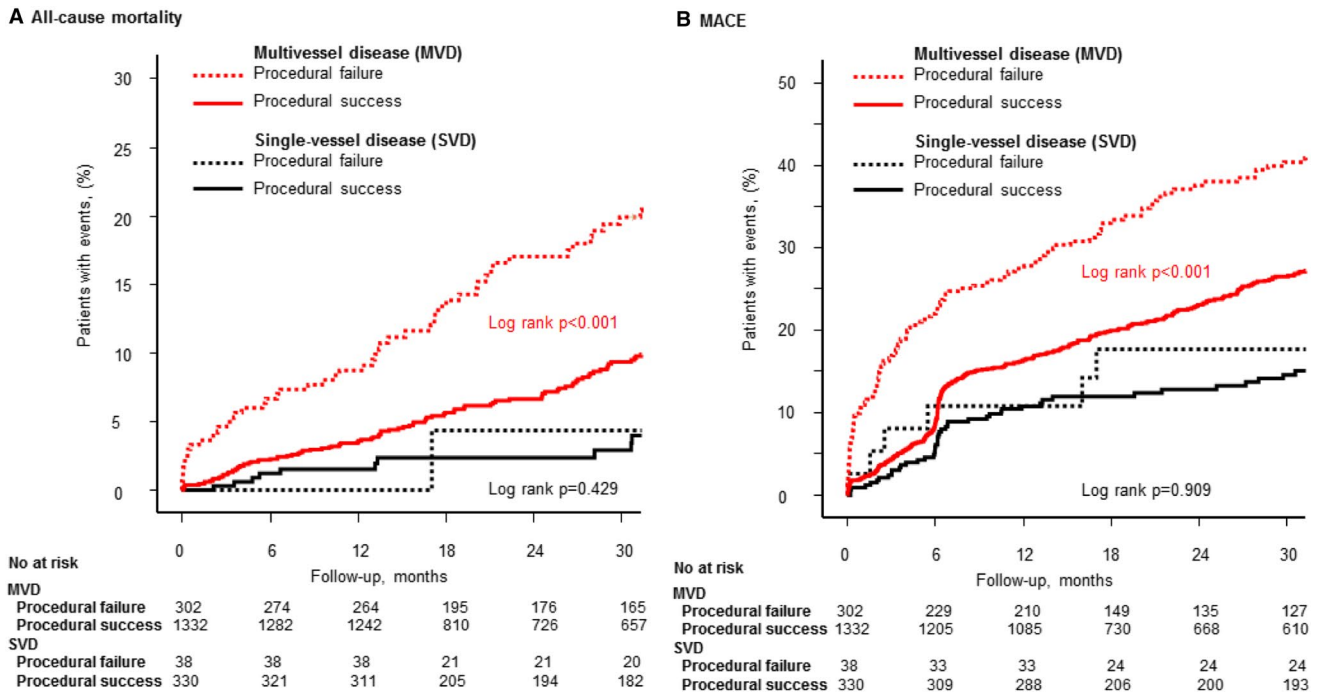 A All-cause mortality
Multivessel disease (MVD)
Procedural failure
Procedural success
Single-vessel disease (SVD)
Procedural failure
Procedural success
Patients with events, (%)
30
25
20
15
10
5
0
Log rank p<0.001
Log rank p=0.429
0 6 12 18 24 30
Follow-up, months
No at risk
MVD
Procedural failure 302 274 264 195 176 165
Procedural success 1332 1282 1242 810 726 657
SVD
Procedural failure 38 38 38 21 21 20
Procedural success 330 321 311 205 194 182
B MACE
Multivessel disease (MVD)
Procedural failure
Procedural success
Single-vessel disease (SVD)
Procedural failure
Procedural success
Patients with events, (%)
50
40
30
20
10
0
Log rank p<0.001
Log rank p=0.909
0 6 12 18 24 30
Follow-up, months
No at risk
MVD
Procedural failure 302 229 210 149 135 127
Procedural success 1332 1205 1085 730 668 610
SVD
Procedural failure 38 33 33 24 24 24
Procedural success 330 309 288 206 200 193